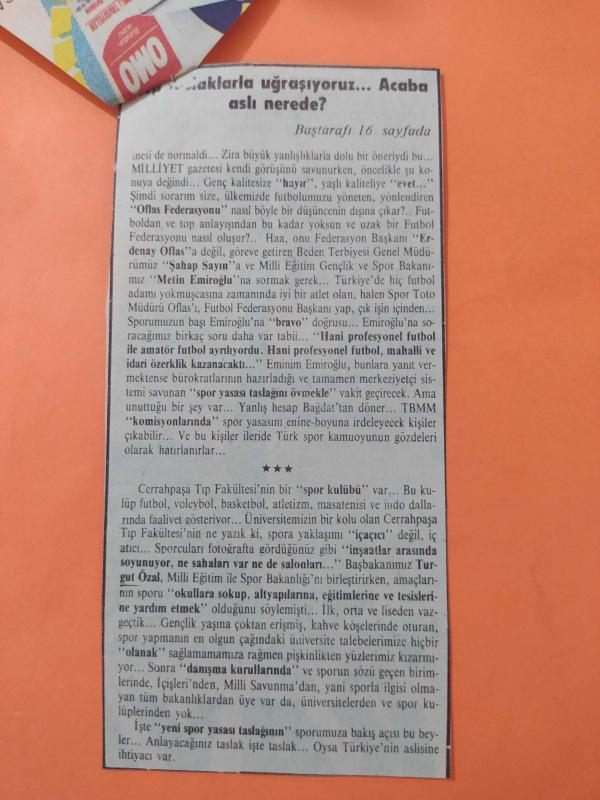 OMO
laklarla uğraşıyoruz... Acaba
aslı nerede?
Baştarafı 16. sayfada
mesi de normaldi... Zira büyük yanlışlıklarla dolu bir öneriydi bu...
MİLLİYET gazetesi kendi görüşünü savunurken, öncelikle şu ko-
nuya değindi... Genç kalitesize "hayır", yaşlı kaliteliye "evet..."
Şimdi sorarım size, ülkemizde futbolumuzu yöneten, yönlendiren
"Oflas Federasyonu" nasıl böyle bir düşüncenin dışına çıkar?.. Fut-
boldan ve top anlayışından bu kadar yoksun ve uzak bir Futbol
Federasyonu nasıl oluşur?.. Haa, onu Federasyon Başkanı "Er-
denay Oflas"a değil, göreve getiren Beden Terbiyesi Genel Müdü-
rümüz "Şahap Sayın"a ve Milli Eğitim Gençlik ve Spor Bakanı-
mız "Metin Emiroğlu"na sormak gerek... Türkiye'de hiç futbol
adamı yokmuşcasına zamanında iyi bir atlet olan, halen Spor Toto
Müdürü Oflas'ı, Futbol Federasyonu Başkanı yap, çık işin içinden...
Sporumuzun başı Emiroğlu'na "bravo" doğrusu... Emiroğlu'na so-
racağımız birkaç soru daha var tabii... "Hani profesyonel futbol
ile amatör futbol ayrılıyordu. Hani profesyonel futbol, mahalli ve
idari özerklik kazanacaktı..." Eminim Emiroğlu, bunlara yanıt ver-
mektense bürokratlarının hazırladığı ve tamamen merkeziyetçi sis-
temi savunan "spor yasası taslağını övmekle" vakit geçirecek. Ama
unuttuğu bir şey var... Yanlış hesap Bağdat'tan döner... TBMM
"komisyonlarında" spor yasasını enine-boyuna irdeleyecek kişiler
çıkabilir... Ve bu kişiler ileride Türk spor kamuoyunun gözdeleri
olarak hatırlanırlar...
★★★
Cerrahpaşa Tıp Fakültesi'nin bir "spor kulübü" var... Bu ku-
lüp futbol, voleybol, basketbol, atletizm, masatenisi ve judo dalla-
rında faaliyet gösteriyor... Üniversitemizin bir kolu olan Cerrahpaşa
Tıp Fakültesi'nin ne yazık ki, spora yaklaşımı "içaçıcı" değil, iç
atıcı... Sporcuları fotoğrafta gördüğünüz gibi "inşaatlar arasında
soyunuyor, ne sahaları var ne de salonları..." Başbakanımız Tur-
gut Özal, Milli Eğitim ile Spor Bakanlığı'nı birleştirirken, amaçları-
nın sporu "okullara sokup, altyapılarına, eğitimlerine ve tesisleri-
ne yardım etmek" olduğunu söylemişti... İlk, orta ve liseden vaz-
geçtik... Gençlik yaşına çoktan erişmiş, kahve köşelerinde oturan,
spor yapmanın en olgun çağındaki üniversite talebelerimize hiçbir
"olanak" sağlamamamıza rağmen pişkinlikten yüzlerimiz kızarmı-
yor... Sonra "danışma kurullarında" ve sporun sözü geçen birim-
lerinde, İçişleri'nden, Milli Savunma'dan, yani sporla ilgisi olma-
yan tüm bakanlıklardan üye var da, üniversitelerden ve spor ku-
lüplerinden yok...
İşte "yeni spor yasası taslağının" sporumuza bakış açısı bu bey-
ler... Anlayacağınız taslak işte taslak... Oysa Türkiye'nin aslisine
ihtiyacı var.